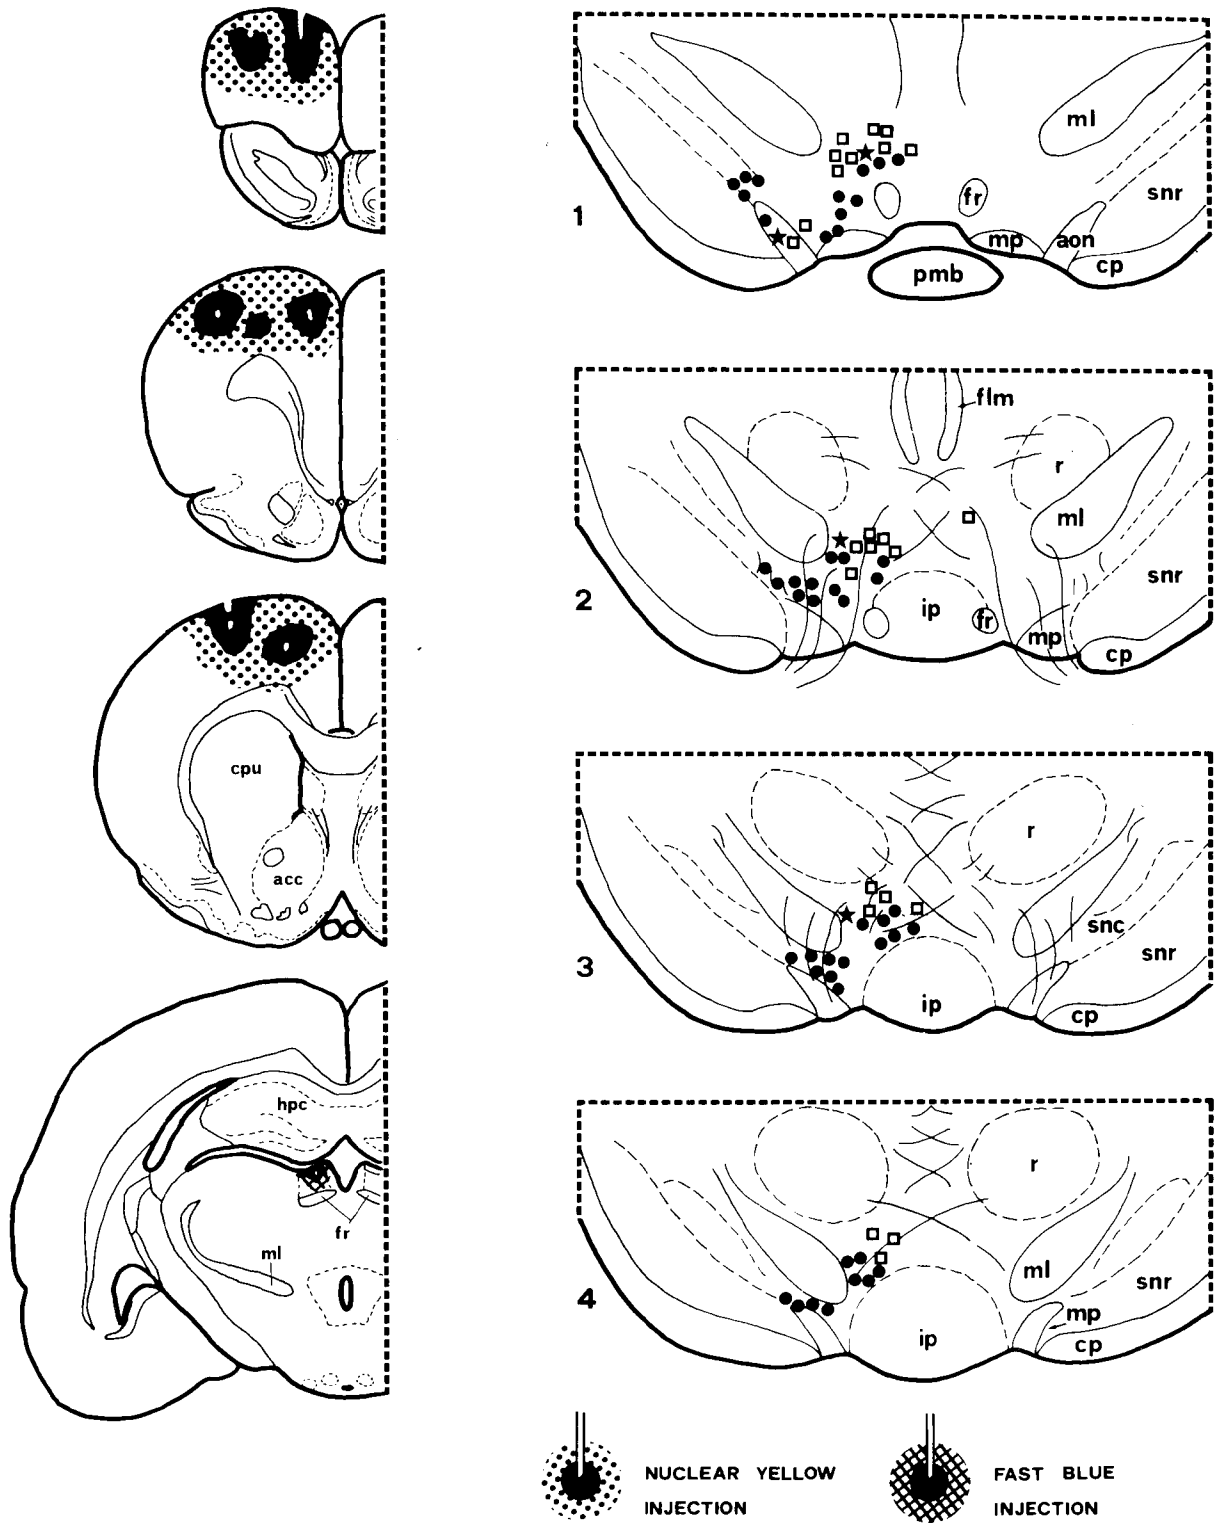 cpu
acc
hpc
fr
ml
1
ml
snr
fr
mp
aon
cp
pmb
2
flm
r
ml
snr
ip
fr
mp
cp
3
r
snc
snr
ip
cp
4
r
ml
snr
mp
ip
cp
NUCLEAR YELLOW
INJECTION
FAST BLUE
INJECTION